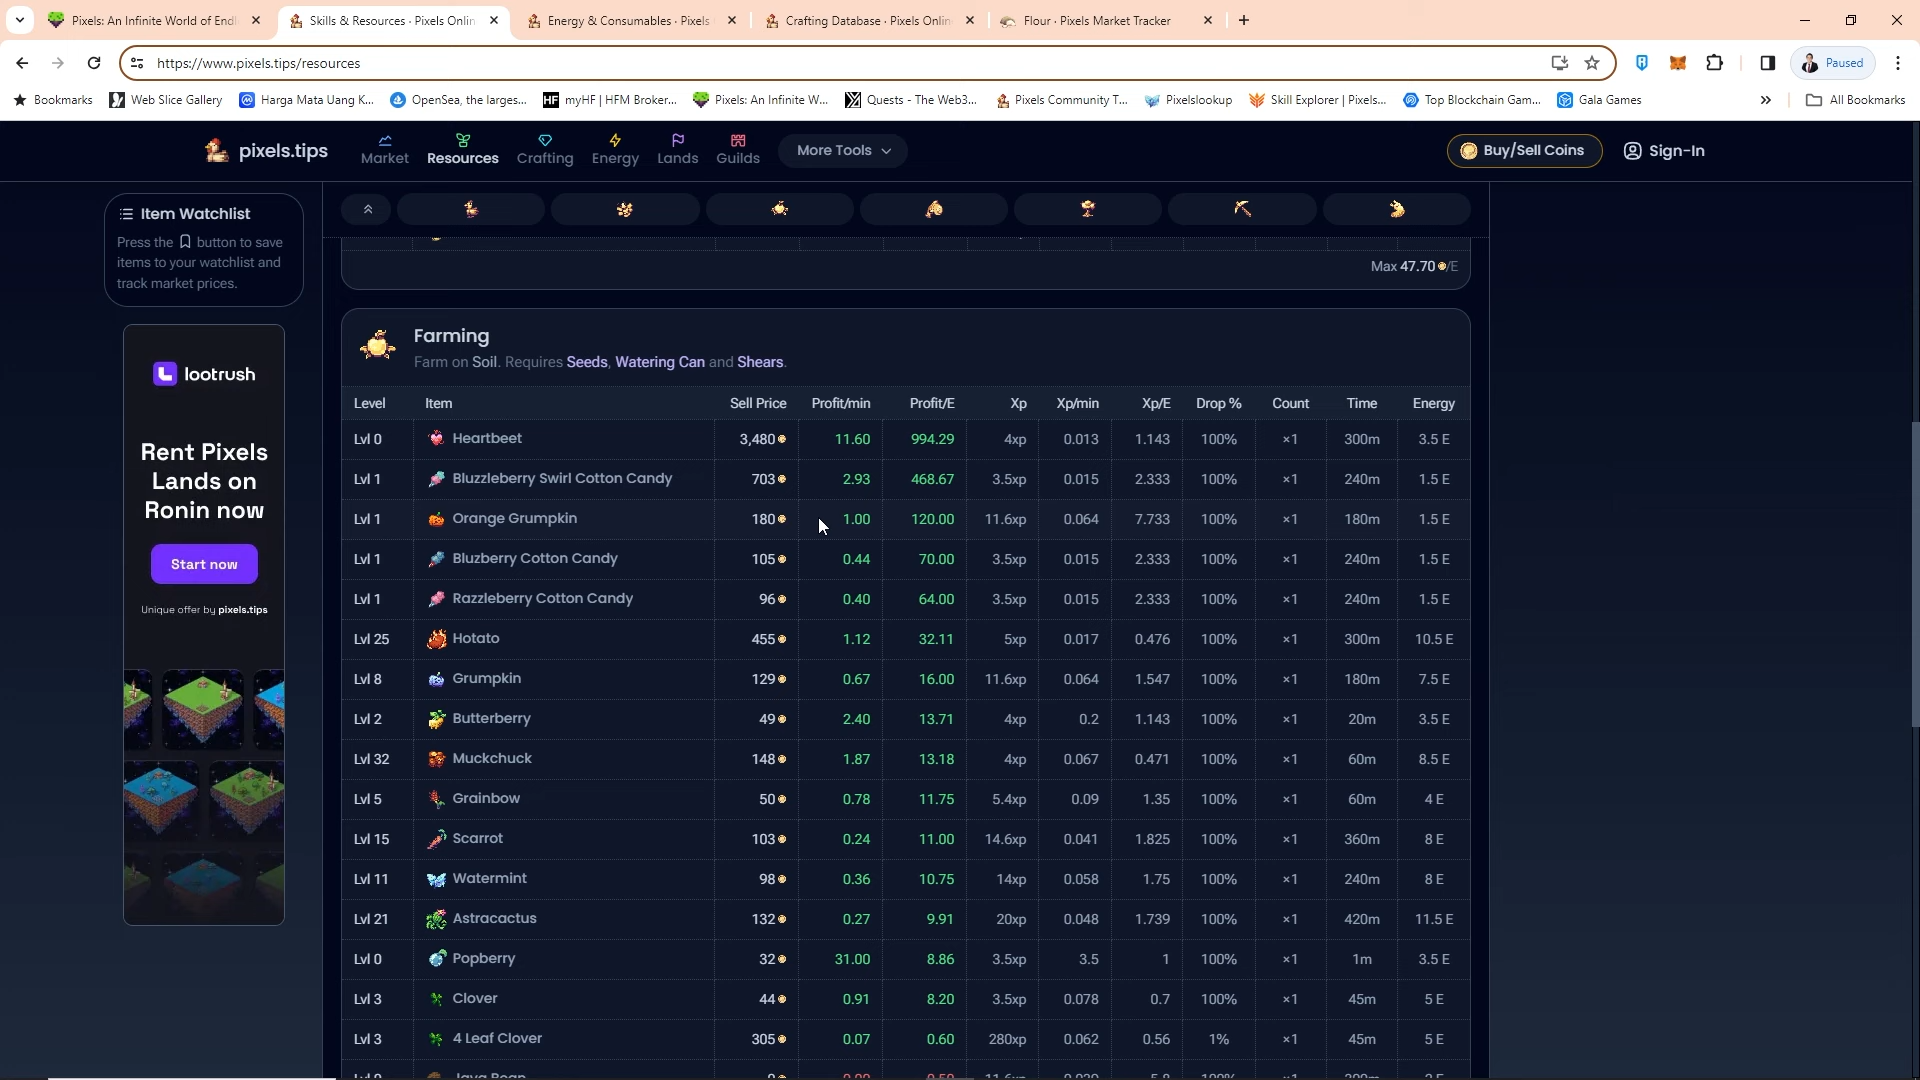 Pixels: An Infinite World of End
Skills & Resources · Pixels Onlin
Energy & Consumables · Pixels
Crafting Database · Pixels Onlin
Flour · Pixels Market Tracker
https://www.pixels.tips/resources
Paused
Bookmarks
Web Slice Gallery
Harga Mata Uang K...
OpenSea, the larges...
myHF | HFM Broker...
Pixels: An Infinite W...
Quests - The Web3...
Pixels Community T...
Pixelslookup
Skill Explorer | Pixels...
Top Blockchain Gam...
Gala Games
All Bookmarks
pixels.tips
Market
Resources
Crafting
Energy
Lands
Guilds
More Tools
Buy/Sell Coins
Sign-In
Item Watchlist
Press the button to save
items to your watchlist and
track market prices.
lootrush
Rent Pixels
Lands on
Ronin now
Start now
Unique offer by pixels.tips
Max 47.70 /E
Farming
Farm on Soil. Requires Seeds, Watering Can and Shears.
Level Item Sell Price Profit/min Profit/E Xp Xp/min Xp/E Drop % Count Time Energy
Lvl 0 Heartbeet 3,480 11.60 994.29 4xp 0.013 1.143 100% ×1 300m 3.5 E
Lvl 1 Bluzzleberry Swirl Cotton Candy 703 2.93 468.67 3.5xp 0.015 2.333 100% ×1 240m 1.5 E
Lvl 1 Orange Grumpkin 180 1.00 120.00 11.6xp 0.064 7.733 100% ×1 180m 1.5 E
Lvl 1 Bluzberry Cotton Candy 105 0.44 70.00 3.5xp 0.015 2.333 100% ×1 240m 1.5 E
Lvl 1 Razzleberry Cotton Candy 96 0.40 64.00 3.5xp 0.015 2.333 100% ×1 240m 1.5 E
Lvl 25 Hotato 455 1.12 32.11 5xp 0.017 0.476 100% ×1 300m 10.5 E
Lvl 8 Grumpkin 129 0.67 16.00 11.6xp 0.064 1.547 100% ×1 180m 7.5 E
Lvl 2 Butterberry 49 2.40 13.71 4xp 0.2 1.143 100% ×1 20m 3.5 E
Lvl 32 Muckchuck 148 1.87 13.18 4xp 0.067 0.471 100% ×1 60m 8.5 E
Lvl 5 Grainbow 50 0.78 11.75 5.4xp 0.09 1.35 100% ×1 60m 4 E
Lvl 15 Scarrot 103 0.24 11.00 14.6xp 0.041 1.825 100% ×1 360m 8 E
Lvl 11 Watermint 98 0.36 10.75 14xp 0.058 1.75 100% ×1 240m 8 E
Lvl 21 Astracactus 132 0.27 9.91 20xp 0.048 1.739 100% ×1 420m 11.5 E
Lvl 0 Popberry 32 31.00 8.86 3.5xp 3.5 1 100% ×1 1m 3.5 E
Lvl 3 Clover 44 0.91 8.20 3.5xp 0.078 0.7 100% ×1 45m 5 E
Lvl 3 4 Leaf Clover 305 0.07 0.60 280xp 0.062 0.56 1% ×1 45m 5 E
Java Bean